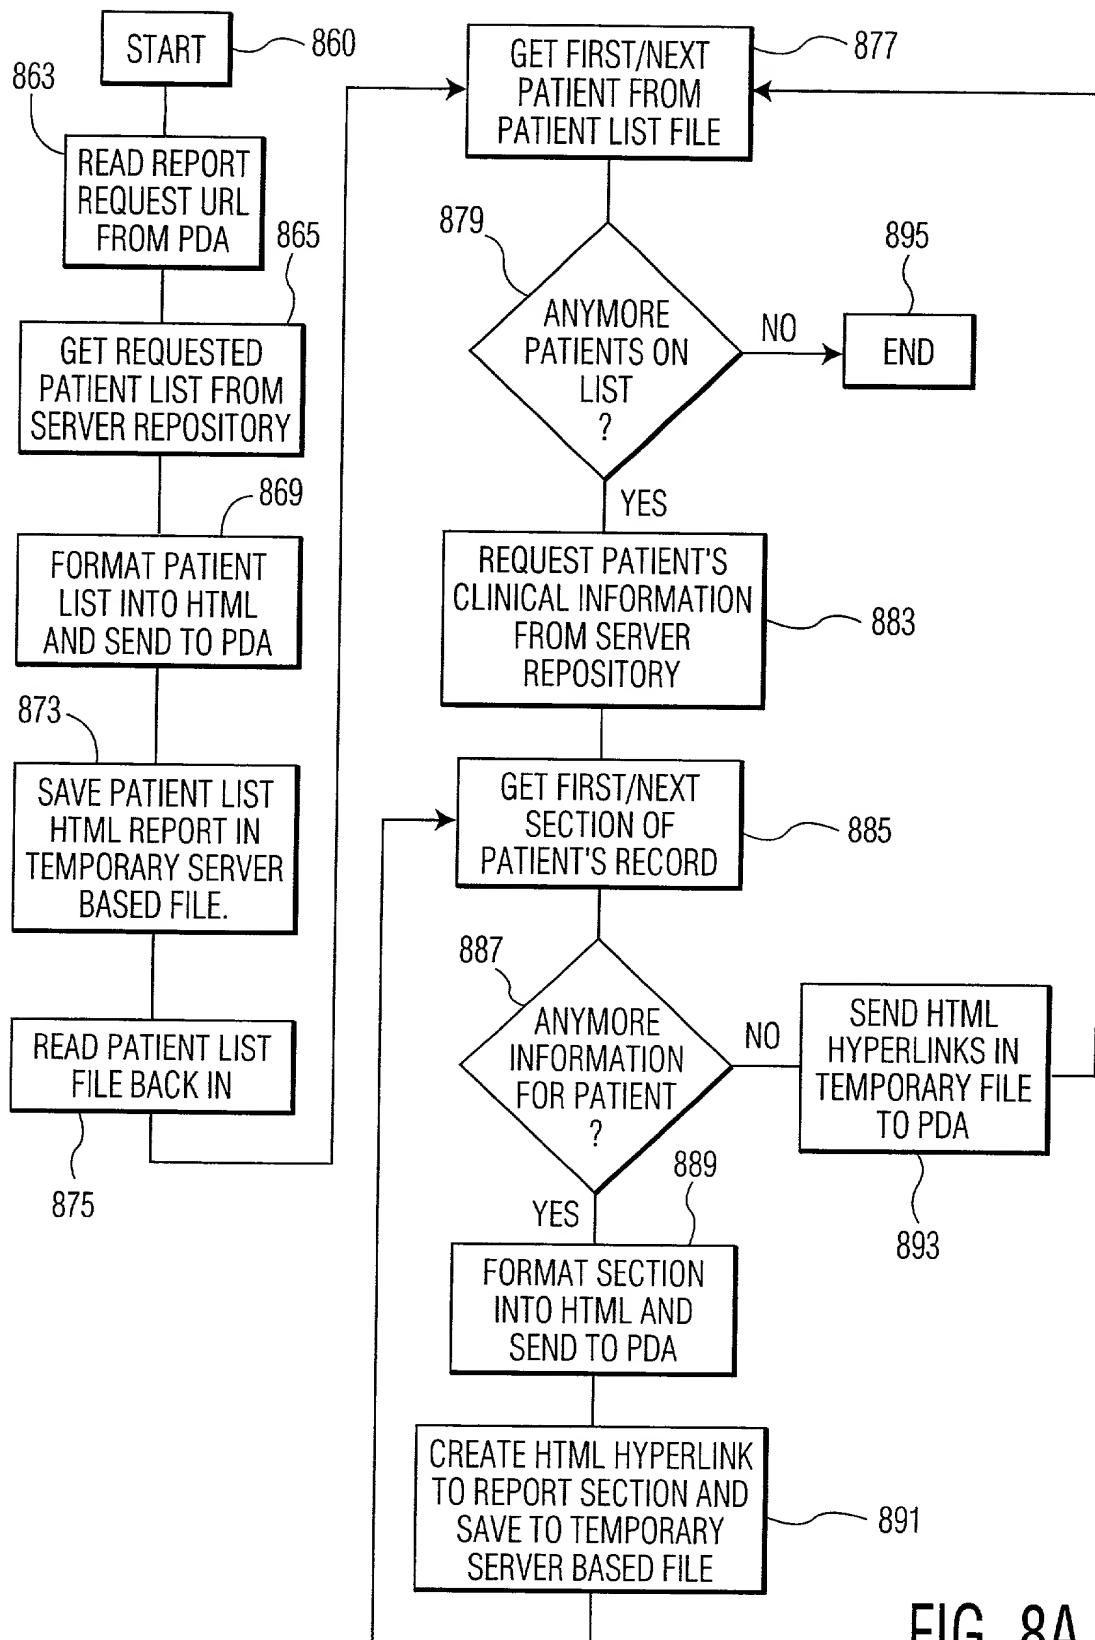 START
860
863
READ REPORT
REQUEST URL
FROM PDA
865
GET REQUESTED
PATIENT LIST FROM
SERVER REPOSITORY
869
FORMAT PATIENT
LIST INTO HTML
AND SEND TO PDA
873
SAVE PATIENT LIST
HTML REPORT IN
TEMPORARY SERVER
BASED FILE.
READ PATIENT LIST
FILE BACK IN
875
GET FIRST/NEXT
PATIENT FROM
PATIENT LIST FILE
877
879
ANYMORE
PATIENTS ON
LIST
?
NO
895
END
YES
REQUEST PATIENT'S
CLINICAL INFORMATION
FROM SERVER
REPOSITORY
883
GET FIRST/NEXT
SECTION OF
PATIENT'S RECORD
885
887
ANYMORE
INFORMATION
FOR PATIENT
?
NO
SEND HTML
HYPERLINKS IN
TEMPORARY FILE
TO PDA
893
YES
889
FORMAT SECTION
INTO HTML AND
SEND TO PDA
CREATE HTML HYPERLINK
TO REPORT SECTION AND
SAVE TO TEMPORARY
SERVER BASED FILE
891
FIG. 8A